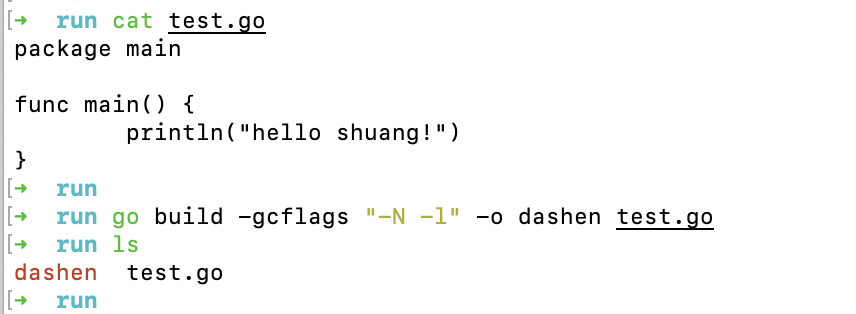 [➜  run cat test.go
package main

func main() {
        println("hello shuang!")
}
[➜  run
[➜  run go build -gcflags "-N -l" -o dashen test.go
[➜  run ls
dashen  test.go
[➜  run